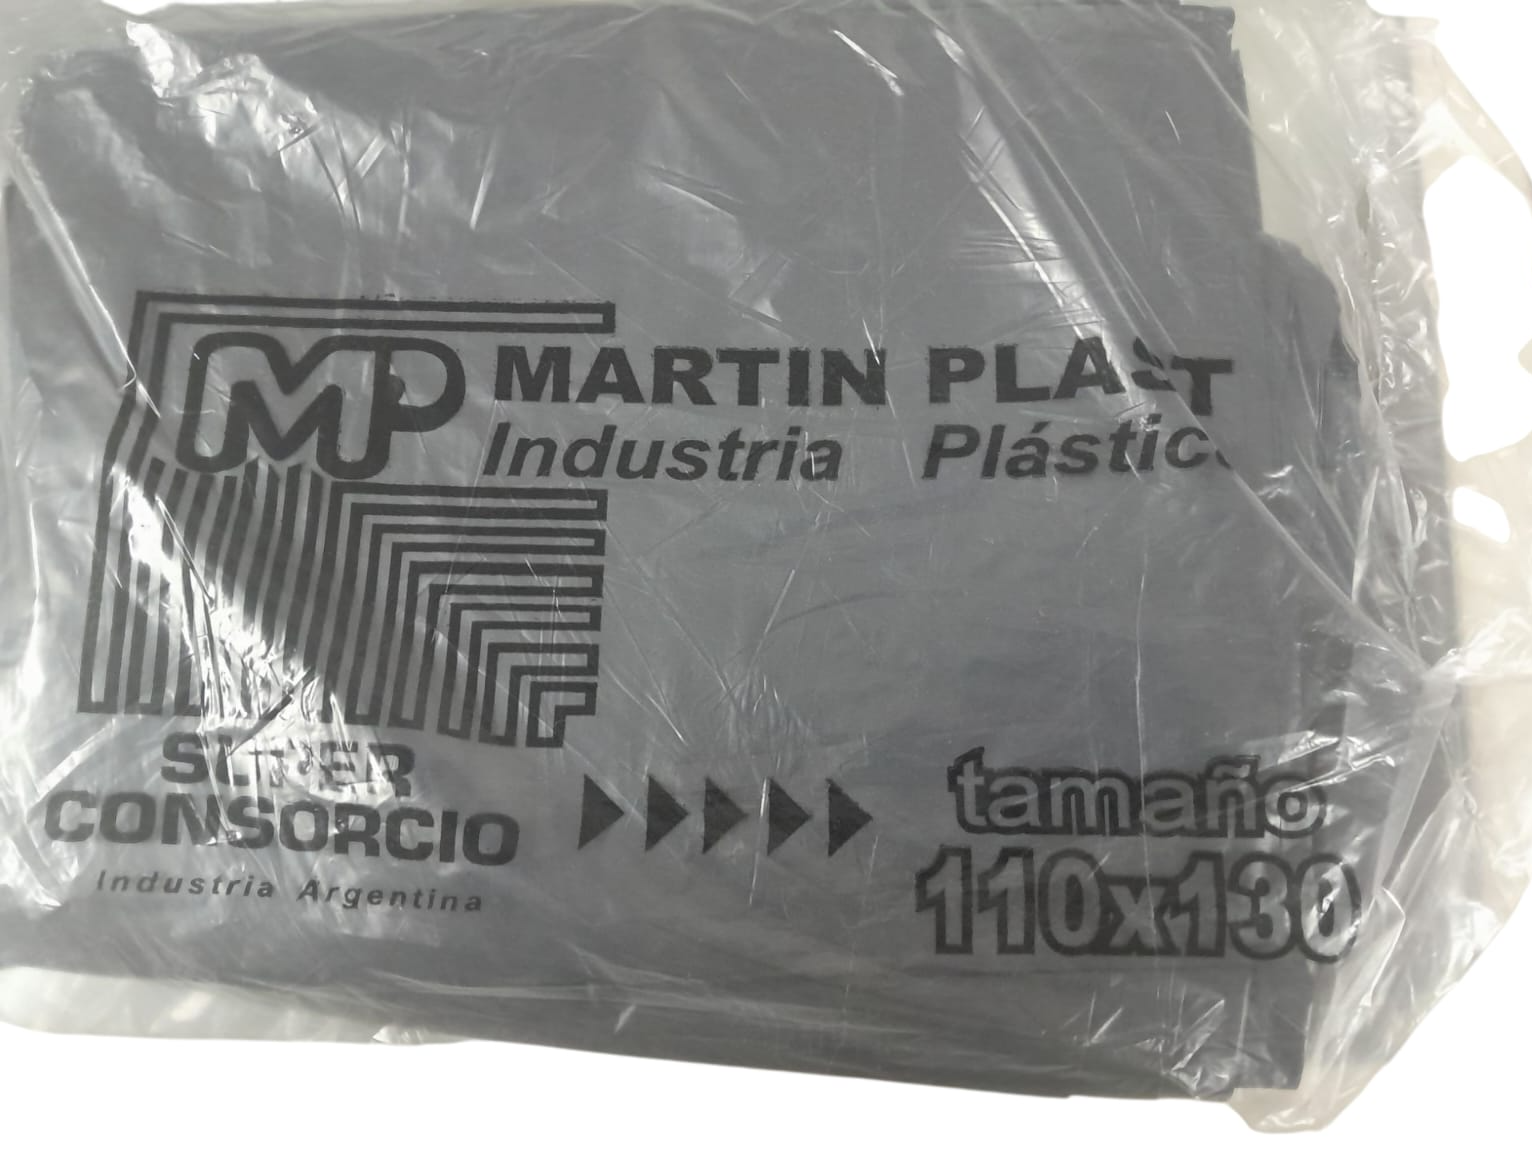 MP
MARTIN PLAST
Industria Plástica
SUPER
CONSORCIO
Industria Argentina
tamaño
110x130